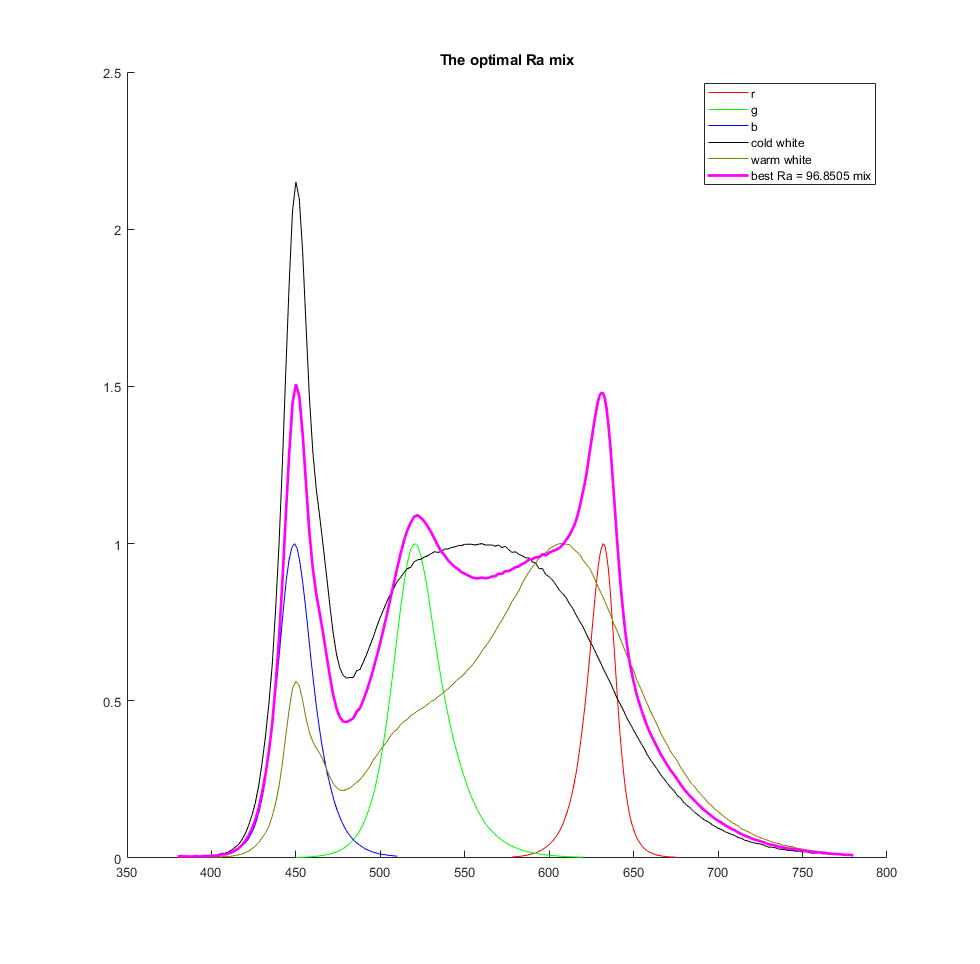 The optimal Ra mix
2.5
2
1.5
1
0.5
0
r
g
b
cold white
warm white
best Ra = 96.8505 mix
350 400 450 500 550 600 650 700 750 800